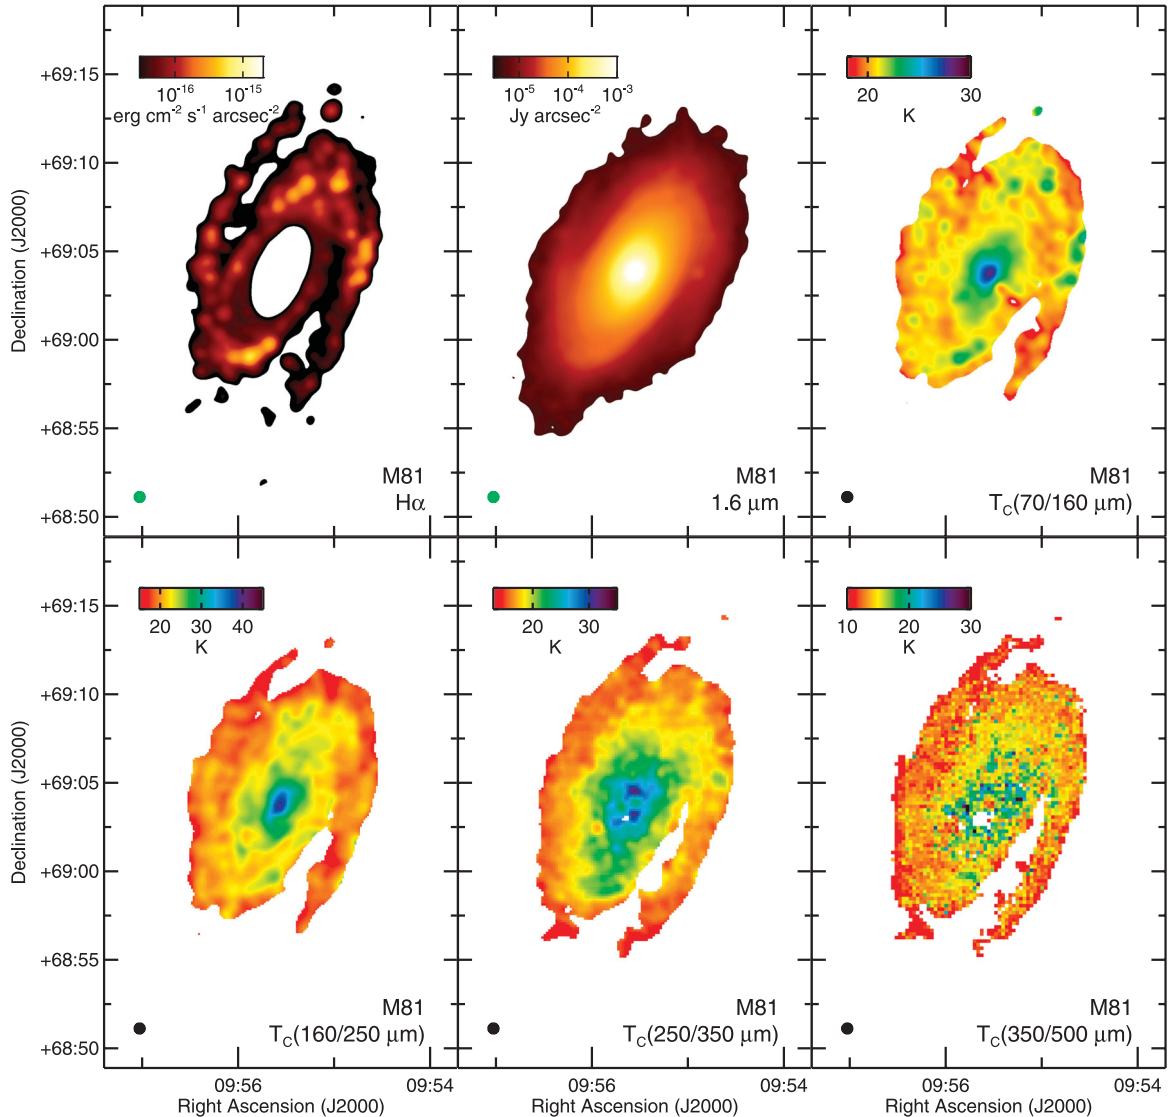 +69:15
+69:10
+69:05
+69:00
+68:55
+68:50
Declination (J2000)
10⁻¹⁶ 10⁻¹⁵
erg cm⁻² s⁻¹ arcsec⁻²
M81
Hα
10⁻⁵ 10⁻⁴ 10⁻³
Jy arcsec⁻²
M81
1.6 μm
20 30
K
M81
T_C(70/160 μm)
+69:15
+69:10
+69:05
+69:00
+68:55
+68:50
Declination (J2000)
20 30 40
K
M81
T_C(160/250 μm)
20 30
K
M81
T_C(250/350 μm)
10 20 30
K
M81
T_C(350/500 μm)
09:56 09:54
Right Ascension (J2000)
09:56 09:54
Right Ascension (J2000)
09:56 09:54
Right Ascension (J2000)